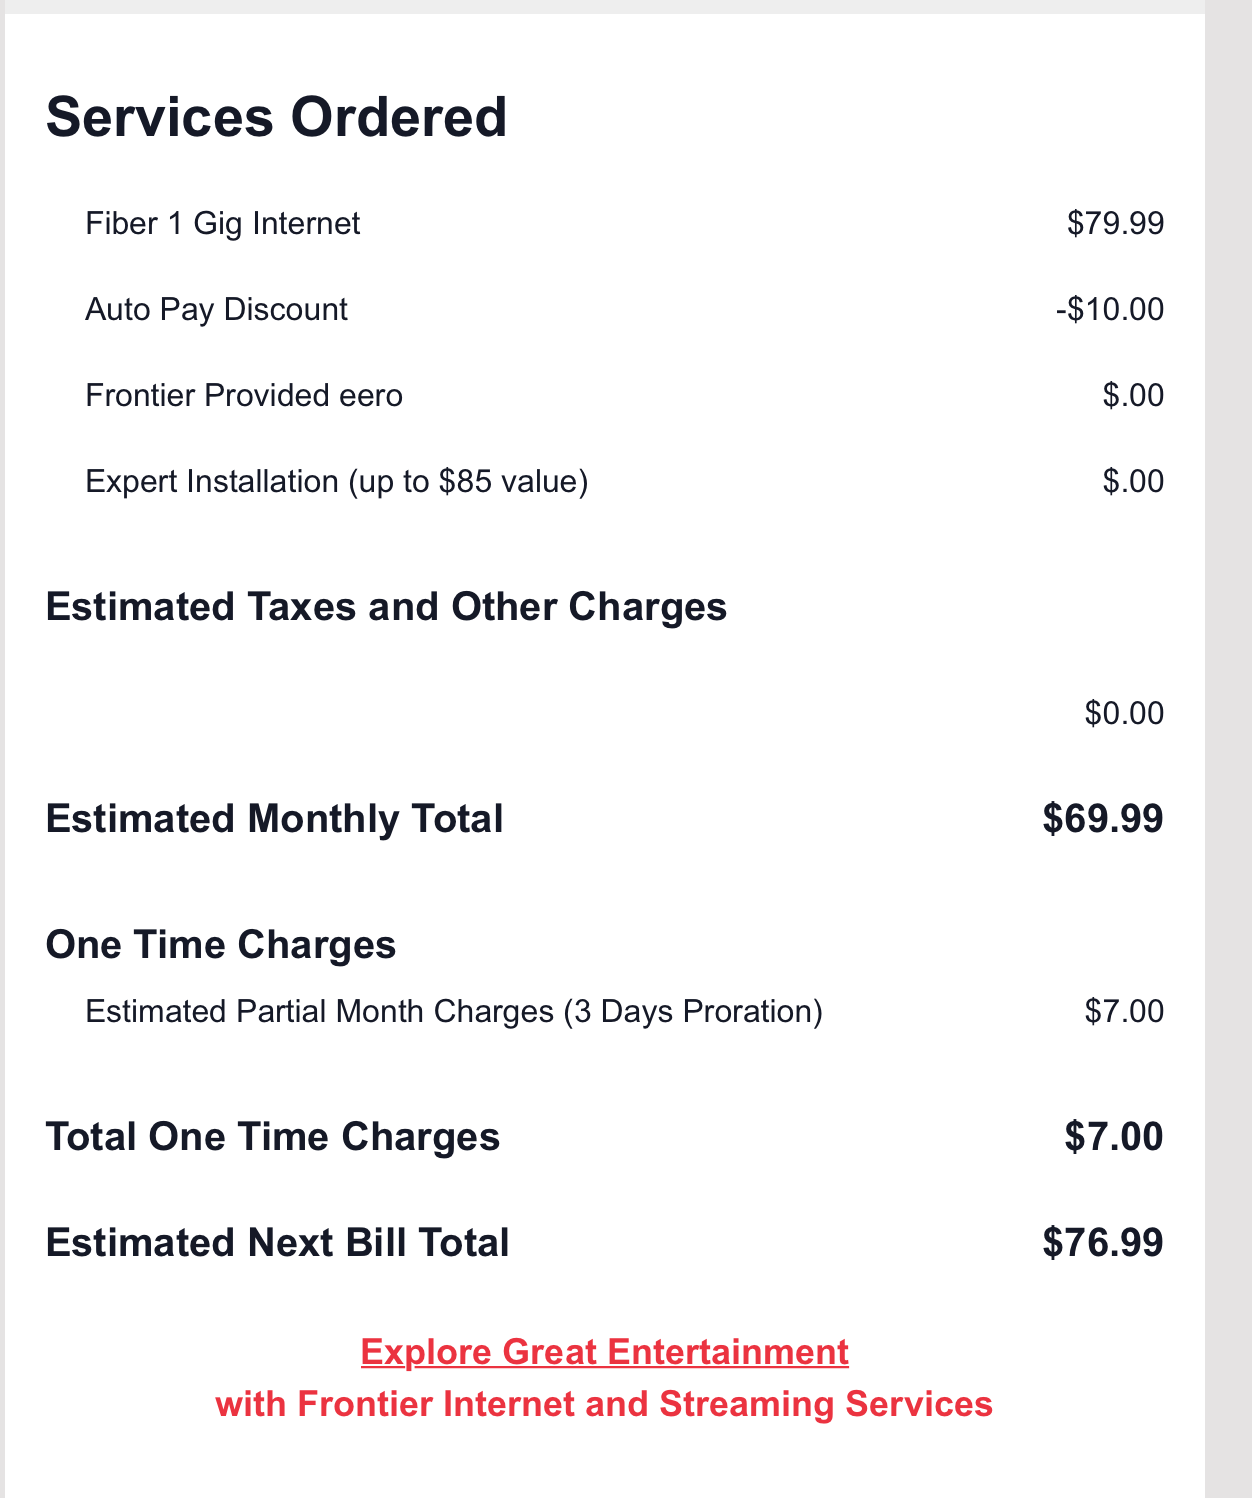 Services Ordered
Fiber 1 Gig Internet $79.99
Auto Pay Discount -$10.00
Frontier Provided eero $.00
Expert Installation (up to $85 value) $.00
Estimated Taxes and Other Charges
$0.00
Estimated Monthly Total $69.99
One Time Charges
Estimated Partial Month Charges (3 Days Proration) $7.00
Total One Time Charges $7.00
Estimated Next Bill Total $76.99
Explore Great Entertainment
with Frontier Internet and Streaming Services